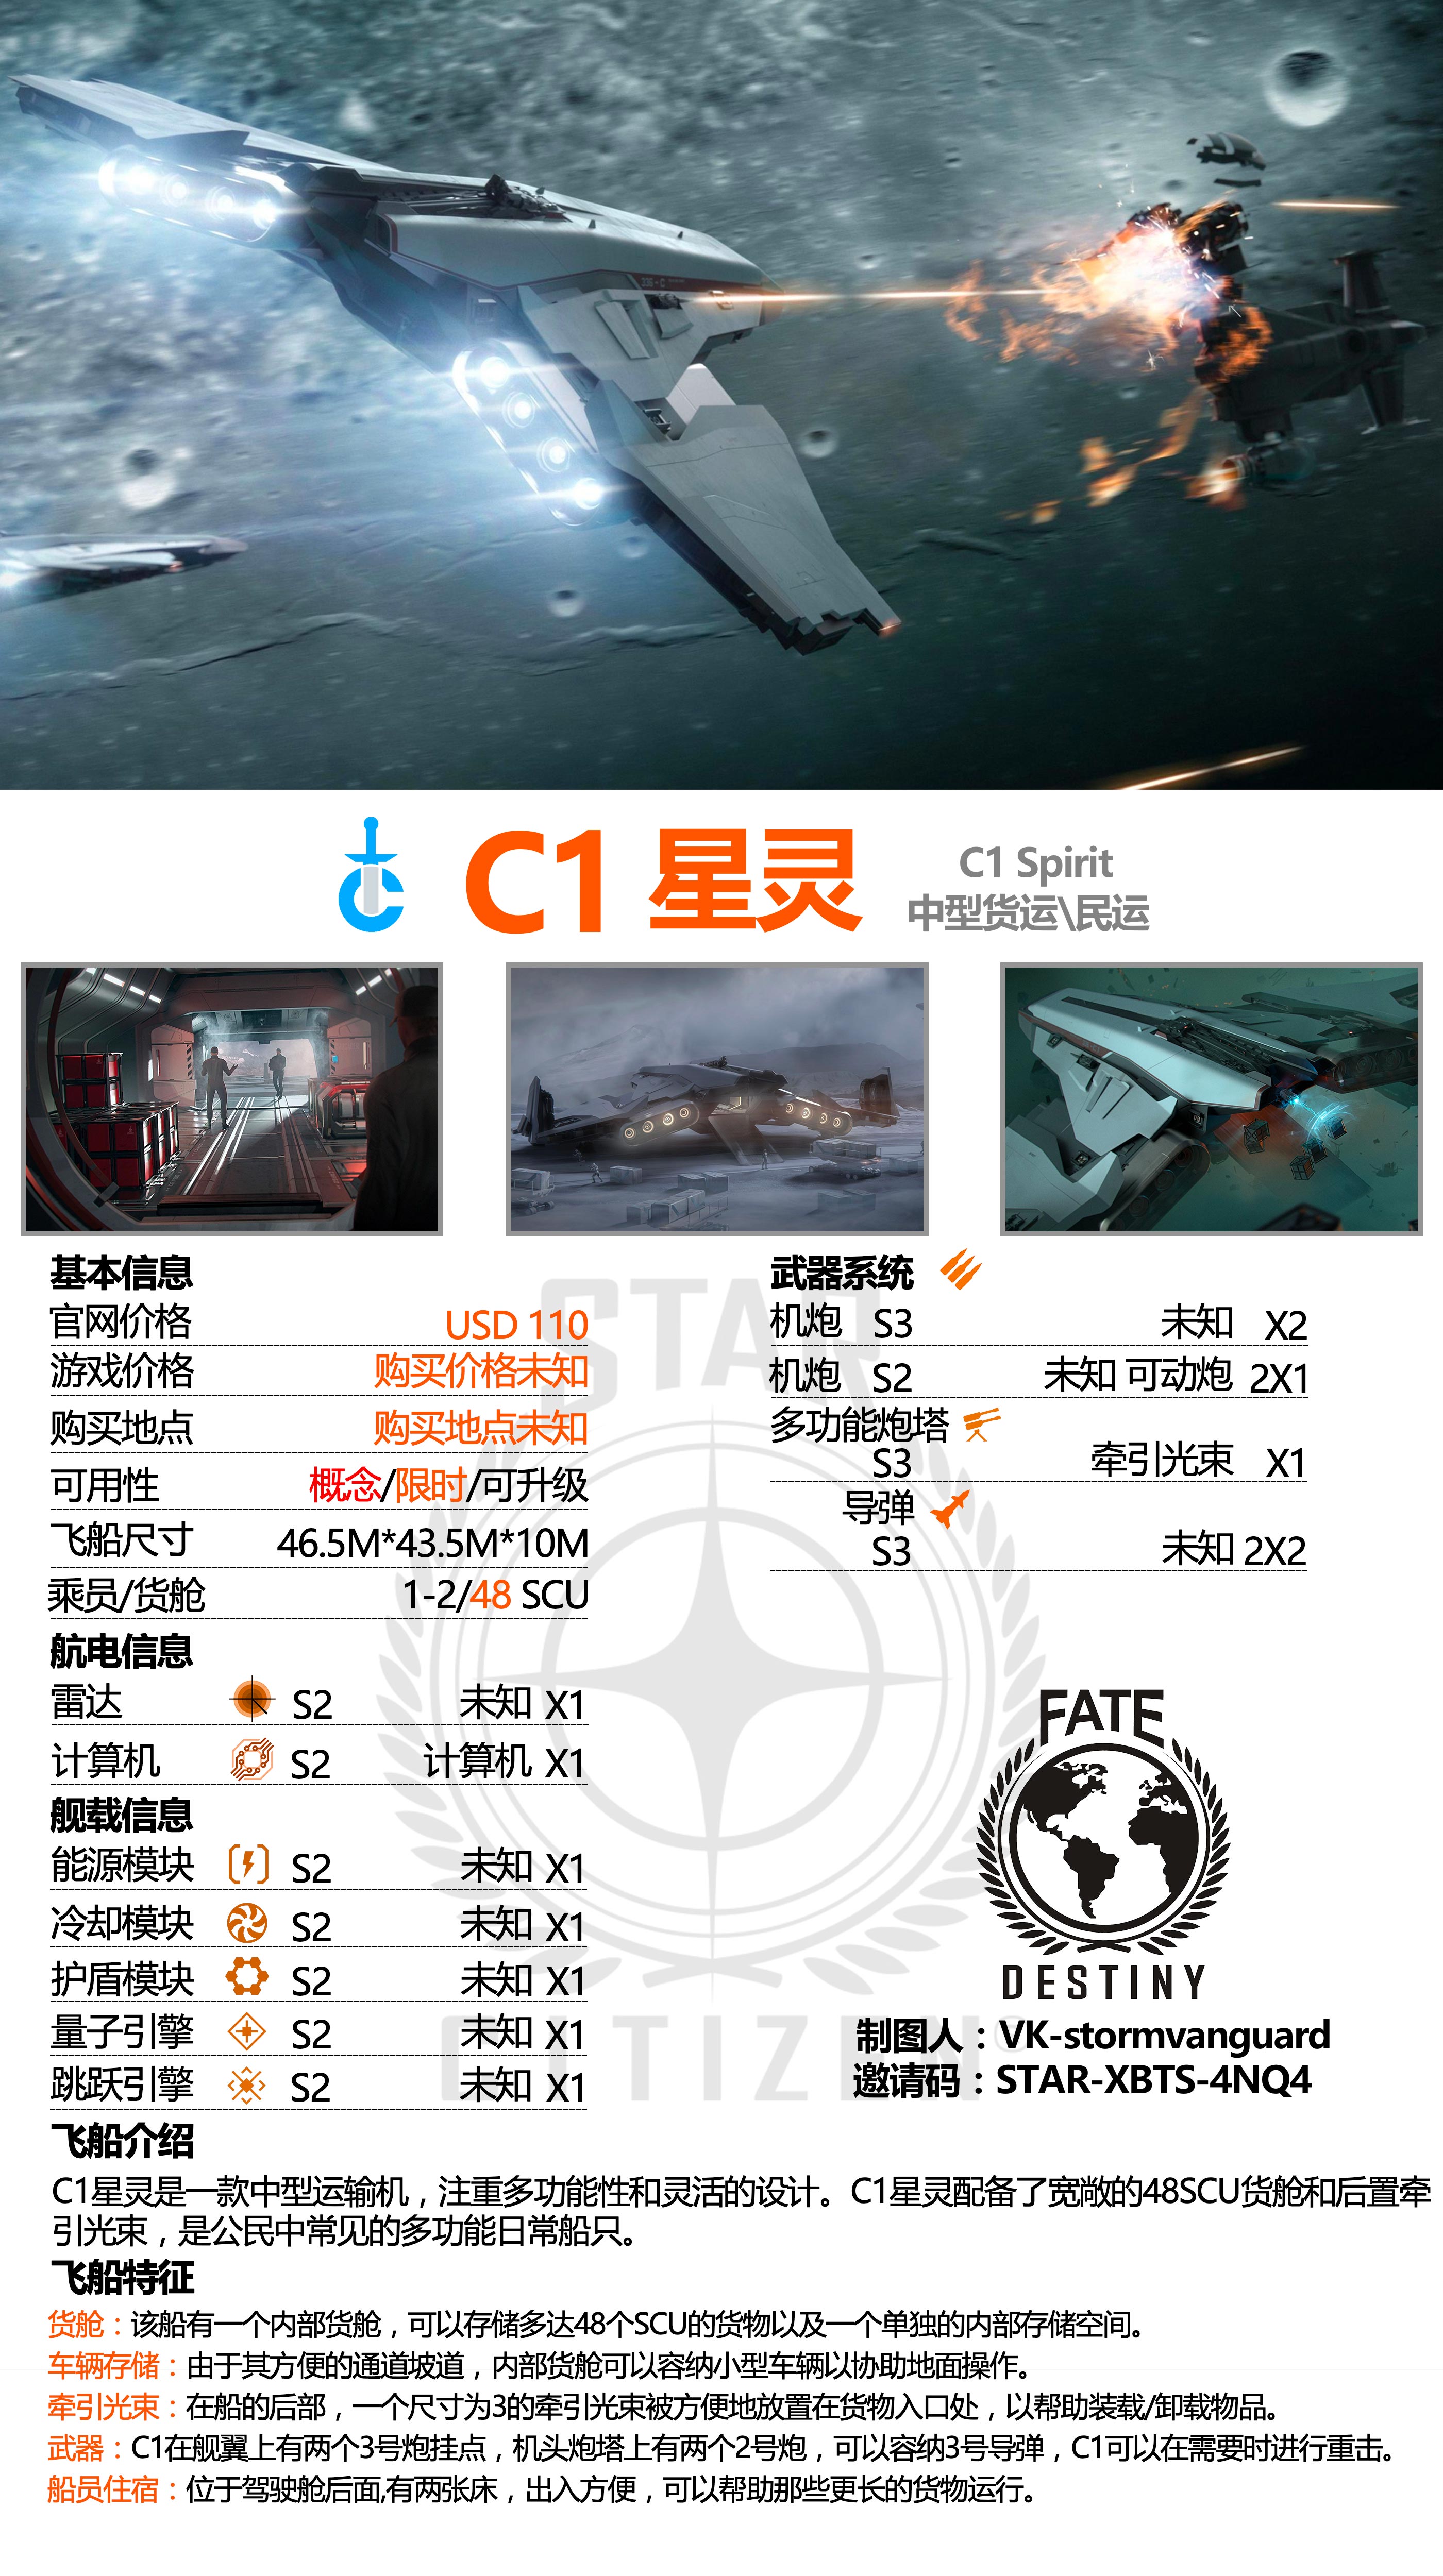 C1 星灵
C1 Spirit
中型货运\民运
STAR
CITIZEN
基本信息
官网价格 USD 110
游戏价格 购买价格未知
购买地点 购买地点未知
可用性 概念/限时/可升级
飞船尺寸 46.5M*43.5M*10M
乘员/货舱 1-2/48 SCU
航电信息
雷达 S2 未知 X1
计算机 S2 计算机 X1
舰载信息
能源模块 S2 未知 X1
冷却模块 S2 未知 X1
护盾模块 S2 未知 X1
量子引擎 S2 未知 X1
跳跃引擎 S2 未知 X1
武器系统
机炮 S3 未知 X2
机炮 S2 未知 可动炮 2X1
多功能炮塔
S3 牵引光束 X1
导弹
S3 未知 2X2
FATE
DESTINY
制图人：VK-stormvanguard
邀请码：STAR-XBTS-4NQ4
飞船介绍
C1星灵是一款中型运输机，注重多功能性和灵活的设计。C1星灵配备了宽敞的48SCU货舱和后置牵
引光束，是公民中常见的多功能日常船只。
飞船特征
货舱：该船有一个内部货舱，可以存储多达48个SCU的货物以及一个单独的内部存储空间。
车辆存储：由于其方便的通道坡道，内部货舱可以容纳小型车辆以协助地面操作。
牵引光束：在船的后部，一个尺寸为3的牵引光束被方便地放置在货物入口处，以帮助装载/卸载物品。
武器：C1在舰翼上有两个3号炮挂点，机头炮塔上有两个2号炮，可以容纳3号导弹，C1可以在需要时进行重击。
船员住宿：位于驾驶舱后面,有两张床，出入方便，可以帮助那些更长的货物运行。